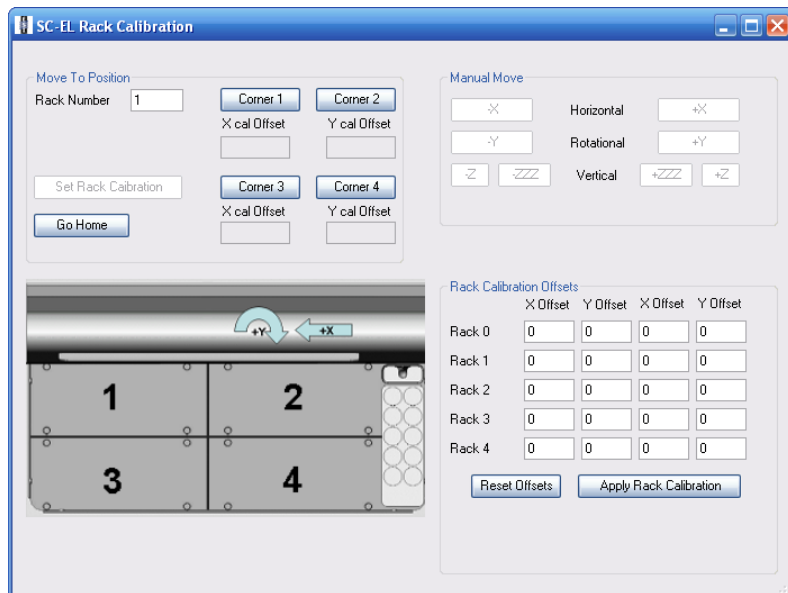 SC-EL Rack Calibration
Move To Position
Rack Number 1 Corner 1 Corner 2
X cal Offset Y cal Offset
Set Rack Caibration Corner 3 Corner 4
X cal Offset Y cal Offset
Go Home
Manual Move
-X Horizontal +X
-Y Rotational +Y
-Z -ZZZ Vertical +ZZZ +Z
+Y +X
1 2
3 4
Rack Calibration Offsets
X Offset Y Offset X Offset Y Offset
Rack 0 0 0 0 0
Rack 1 0 0 0 0
Rack 2 0 0 0 0
Rack 3 0 0 0 0
Rack 4 0 0 0 0
Reset Offsets Apply Rack Calibration